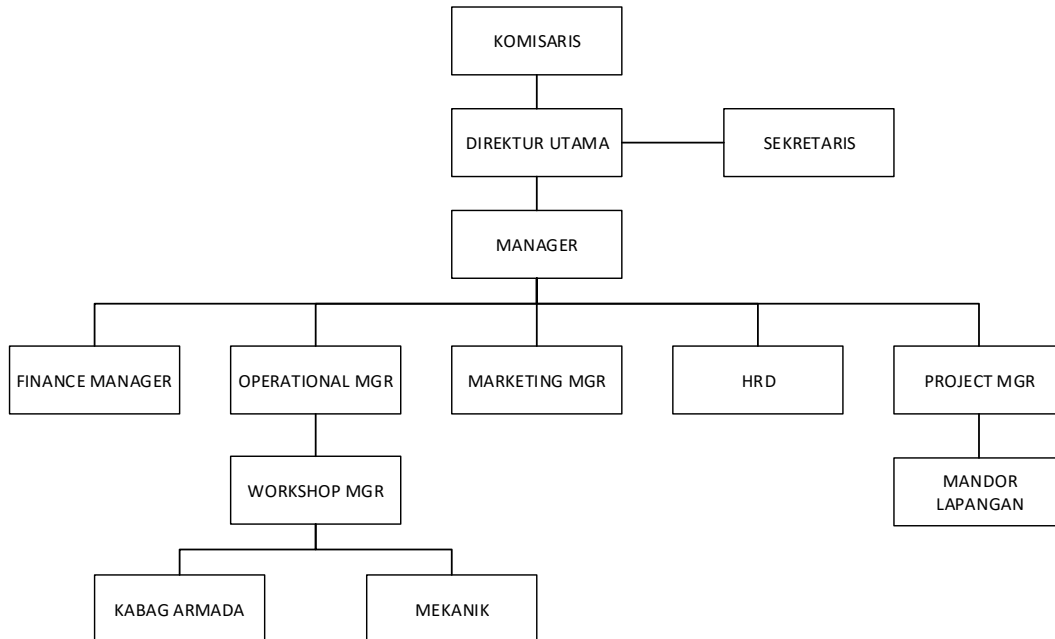 KOMISARIS
DIREKTUR UTAMA
SEKRETARIS
MANAGER
FINANCE MANAGER
OPERATIONAL MGR
MARKETING MGR
HRD
PROJECT MGR
WORKSHOP MGR
MANDOR
LAPANGAN
KABAG ARMADA
MEKANIK